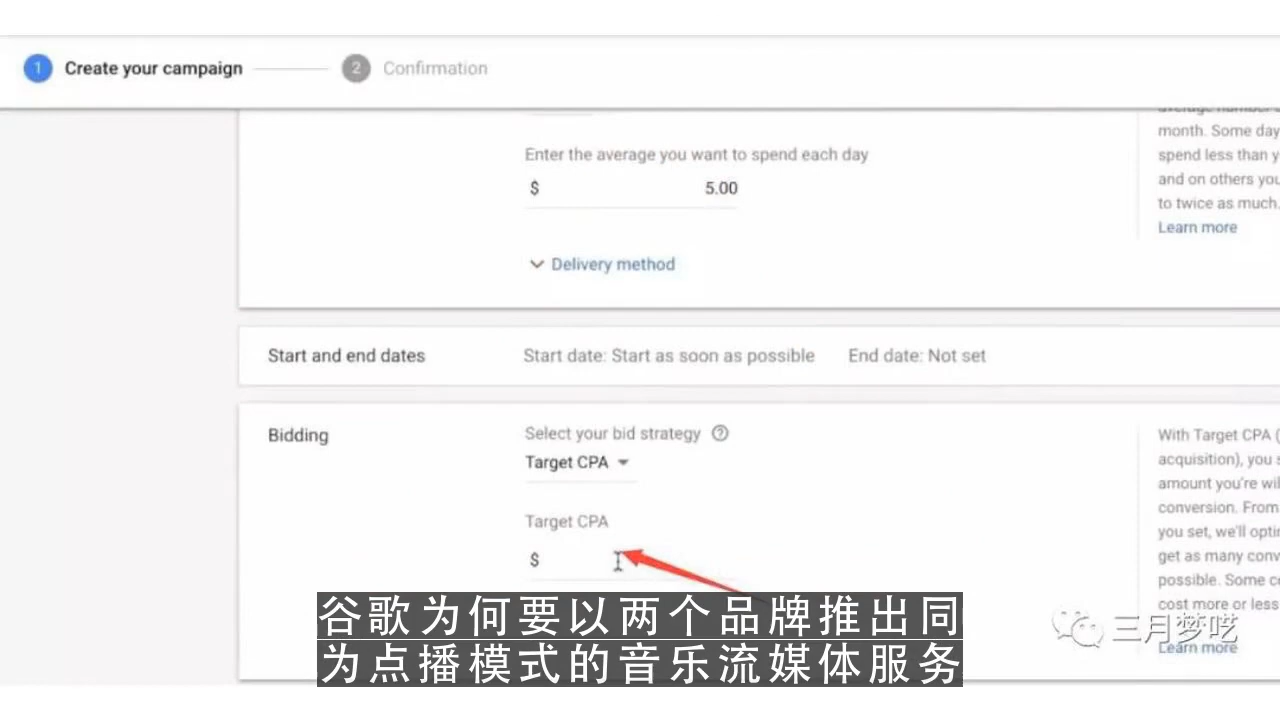 1 Create your campaign
2 Confirmation
Enter the average you want to spend each day
$ 5.00
Delivery method
month. Some day
spend less than y
and on others you
to twice as much.
Learn more
Start and end dates
Start date: Start as soon as possible
End date: Not set
Bidding
Select your bid strategy
Target CPA
Target CPA
$
With Target CPA (
acquisition), you s
amount you're wil
conversion. From
you set, we'll opti
get as many conv
possible. Some c
cost more or less
Learn more
谷歌为何要以两个品牌推出同
为点播模式的音乐流媒体服务
三月梦呓